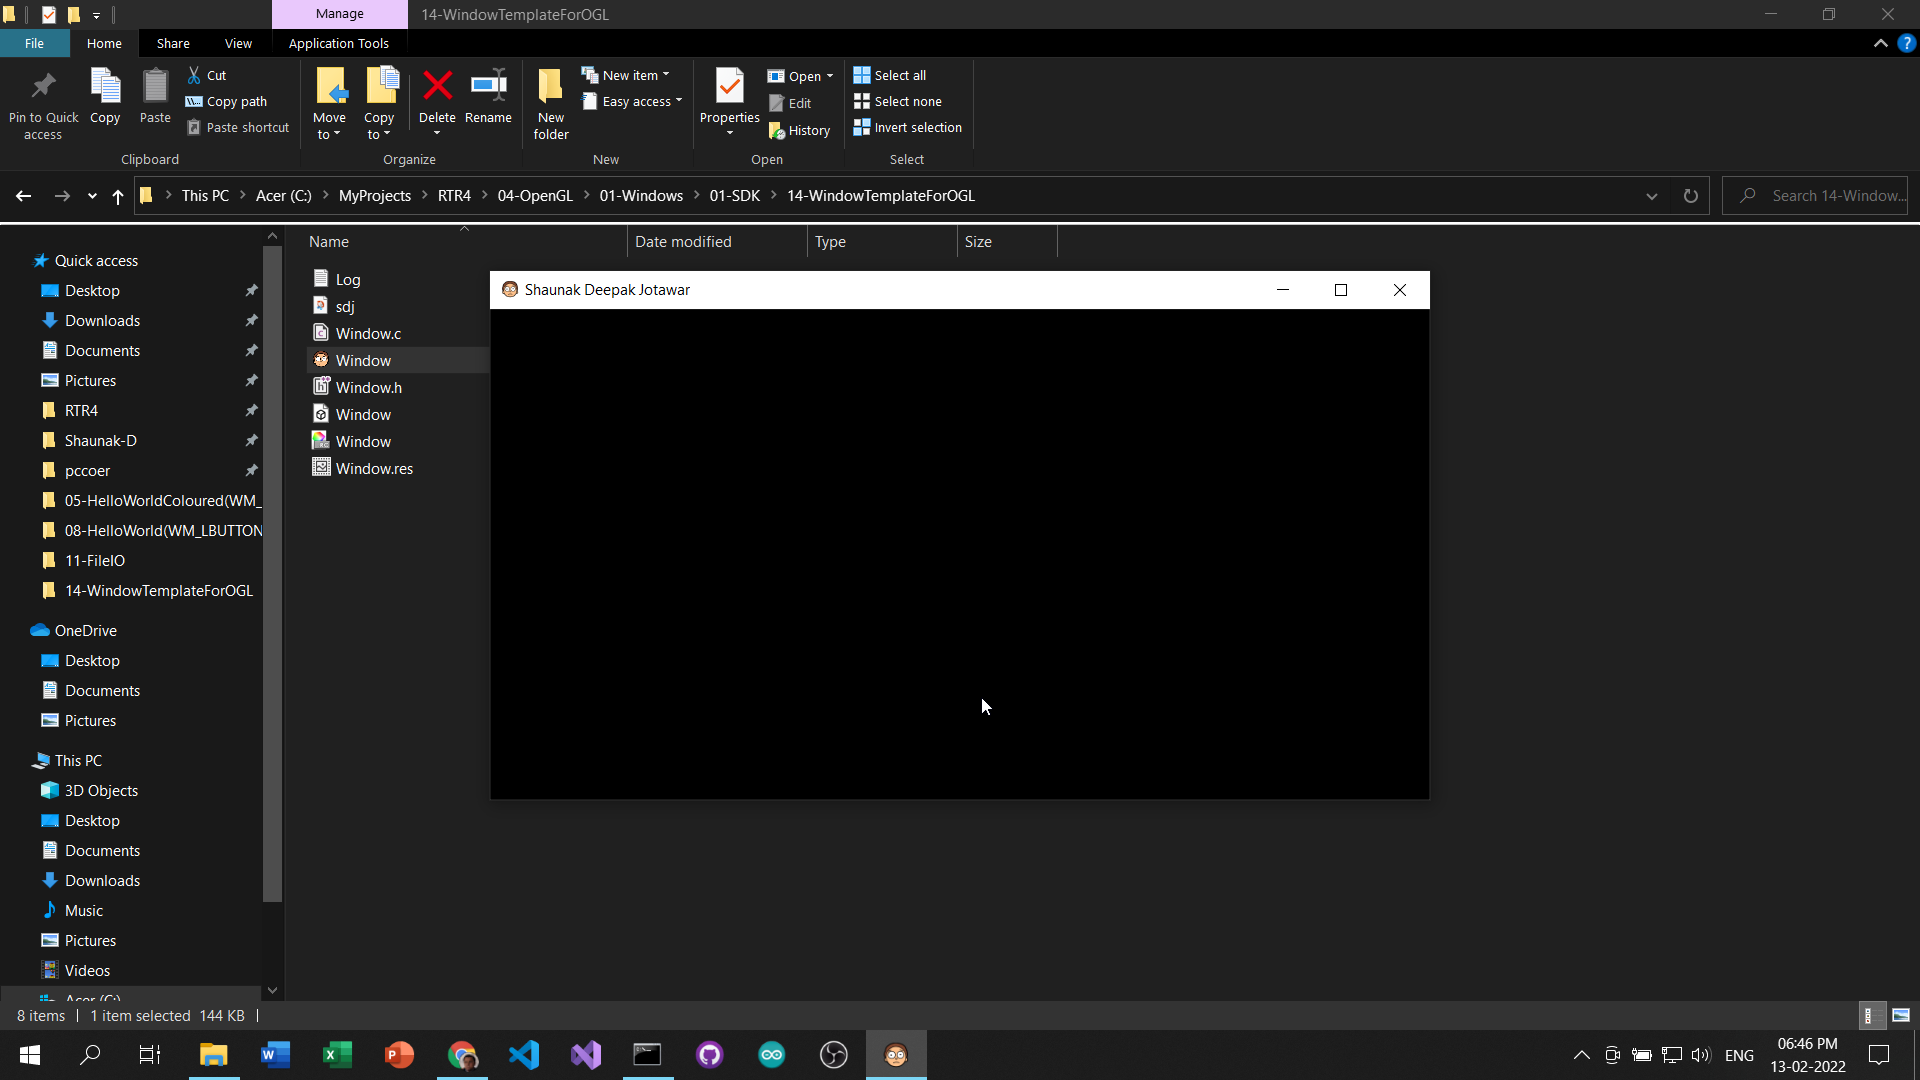 Manage
14-WindowTemplateForOGL
File
Home
Share
View
Application Tools
Pin to Quick access
Copy
Paste
Cut
Copy path
Paste shortcut
Clipboard
Move to
Copy to
Delete
Rename
Organize
New folder
New item
Easy access
New
Properties
Open
Edit
History
Open
Select all
Select none
Invert selection
Select
This PC > Acer (C:) > MyProjects > RTR4 > 04-OpenGL > 01-Windows > 01-SDK > 14-WindowTemplateForOGL
Search 14-Window...
Name
Date modified
Type
Size
Quick access
Desktop
Downloads
Documents
Pictures
RTR4
Shaunak-D
pccoer
05-HelloWorldColoured(WM_
08-HelloWorld(WM_LBUTTON
11-FileIO
14-WindowTemplateForOGL
OneDrive
Desktop
Documents
Pictures
This PC
3D Objects
Desktop
Documents
Downloads
Music
Pictures
Videos
Acer (C:)
Log
sdj
Window.c
Window
Window.h
Window
Window
Window.res
Shaunak Deepak Jotawar
8 items
1 item selected 144 KB
ENG
06:46 PM
13-02-2022